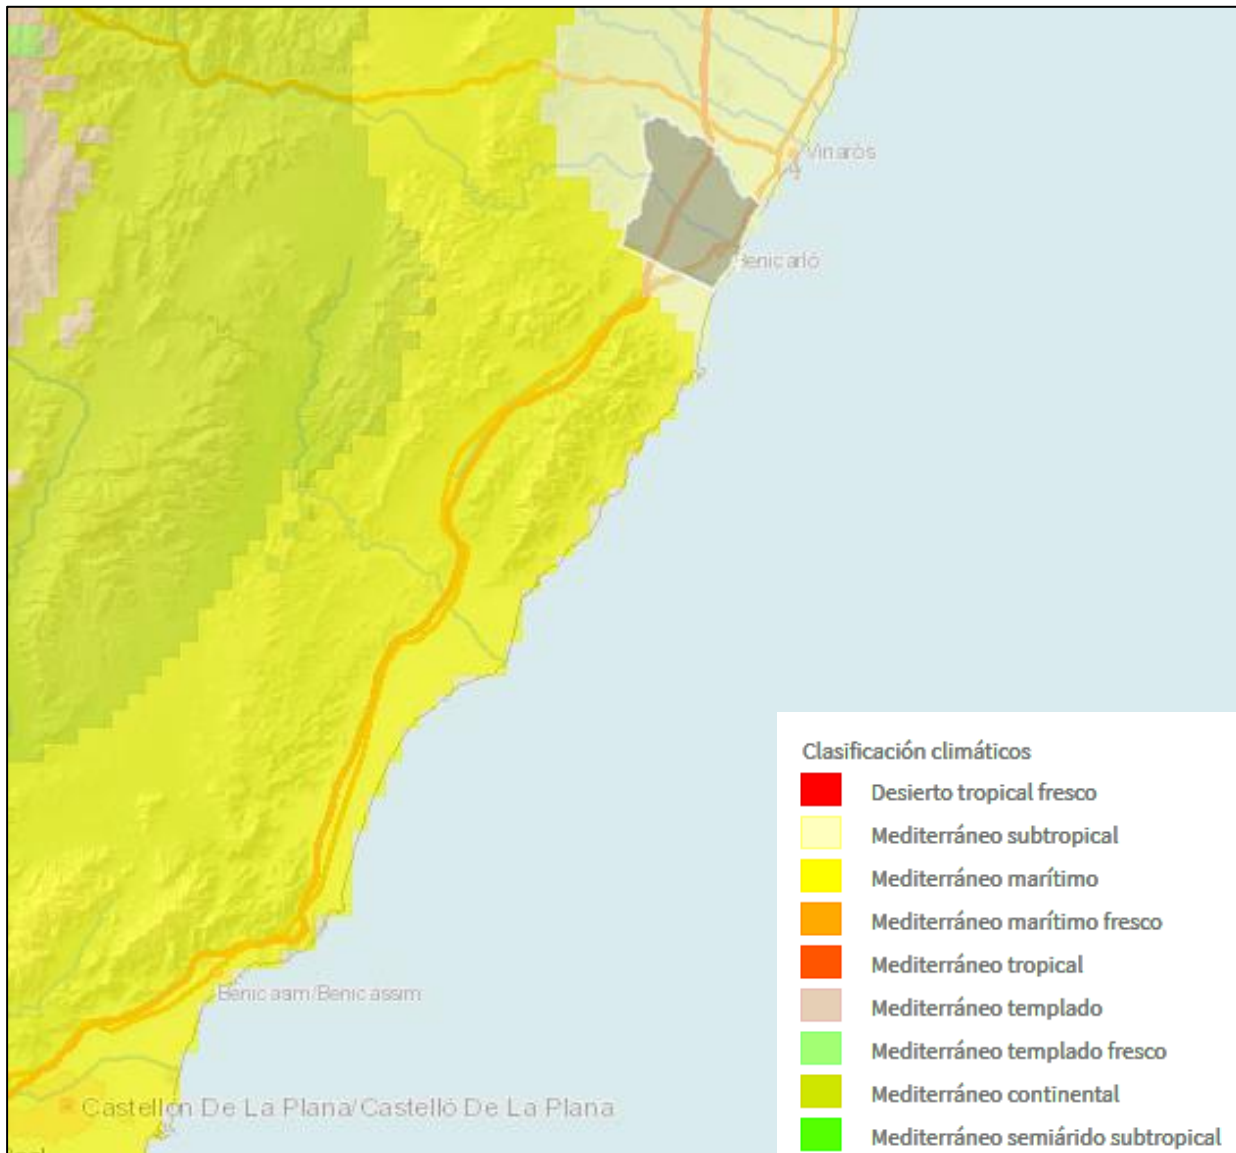 Vinaròs
Benicarló
Benicasim/Benicàssim
Castellón De La Plana/Castelló De La Plana
Clasificación climáticos
Desierto tropical fresco
Mediterráneo subtropical
Mediterráneo marítimo
Mediterráneo marítimo fresco
Mediterráneo tropical
Mediterráneo templado
Mediterráneo templado fresco
Mediterráneo continental
Mediterráneo semiárido subtropical